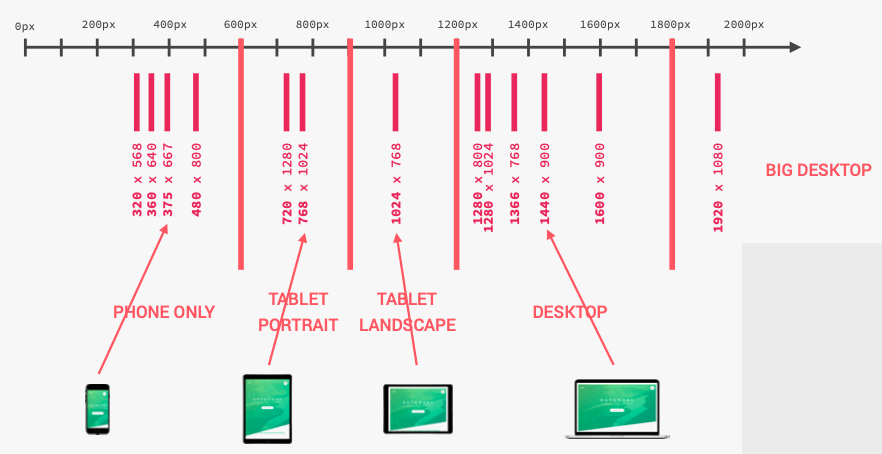 0px
200px
400px
600px
800px
1000px
1200px
1400px
1600px
1800px
2000px
320 x 568
360 x 640
375 x 667
480 x 800
720 x 1280
768 x 1024
1024 x 768
1280 x 800
1280 x 1024
1366 x 768
1440 x 900
1600 x 900
1920 x 1080
BIG DESKTOP
PHONE ONLY
TABLET
PORTRAIT
TABLET
LANDSCAPE
DESKTOP